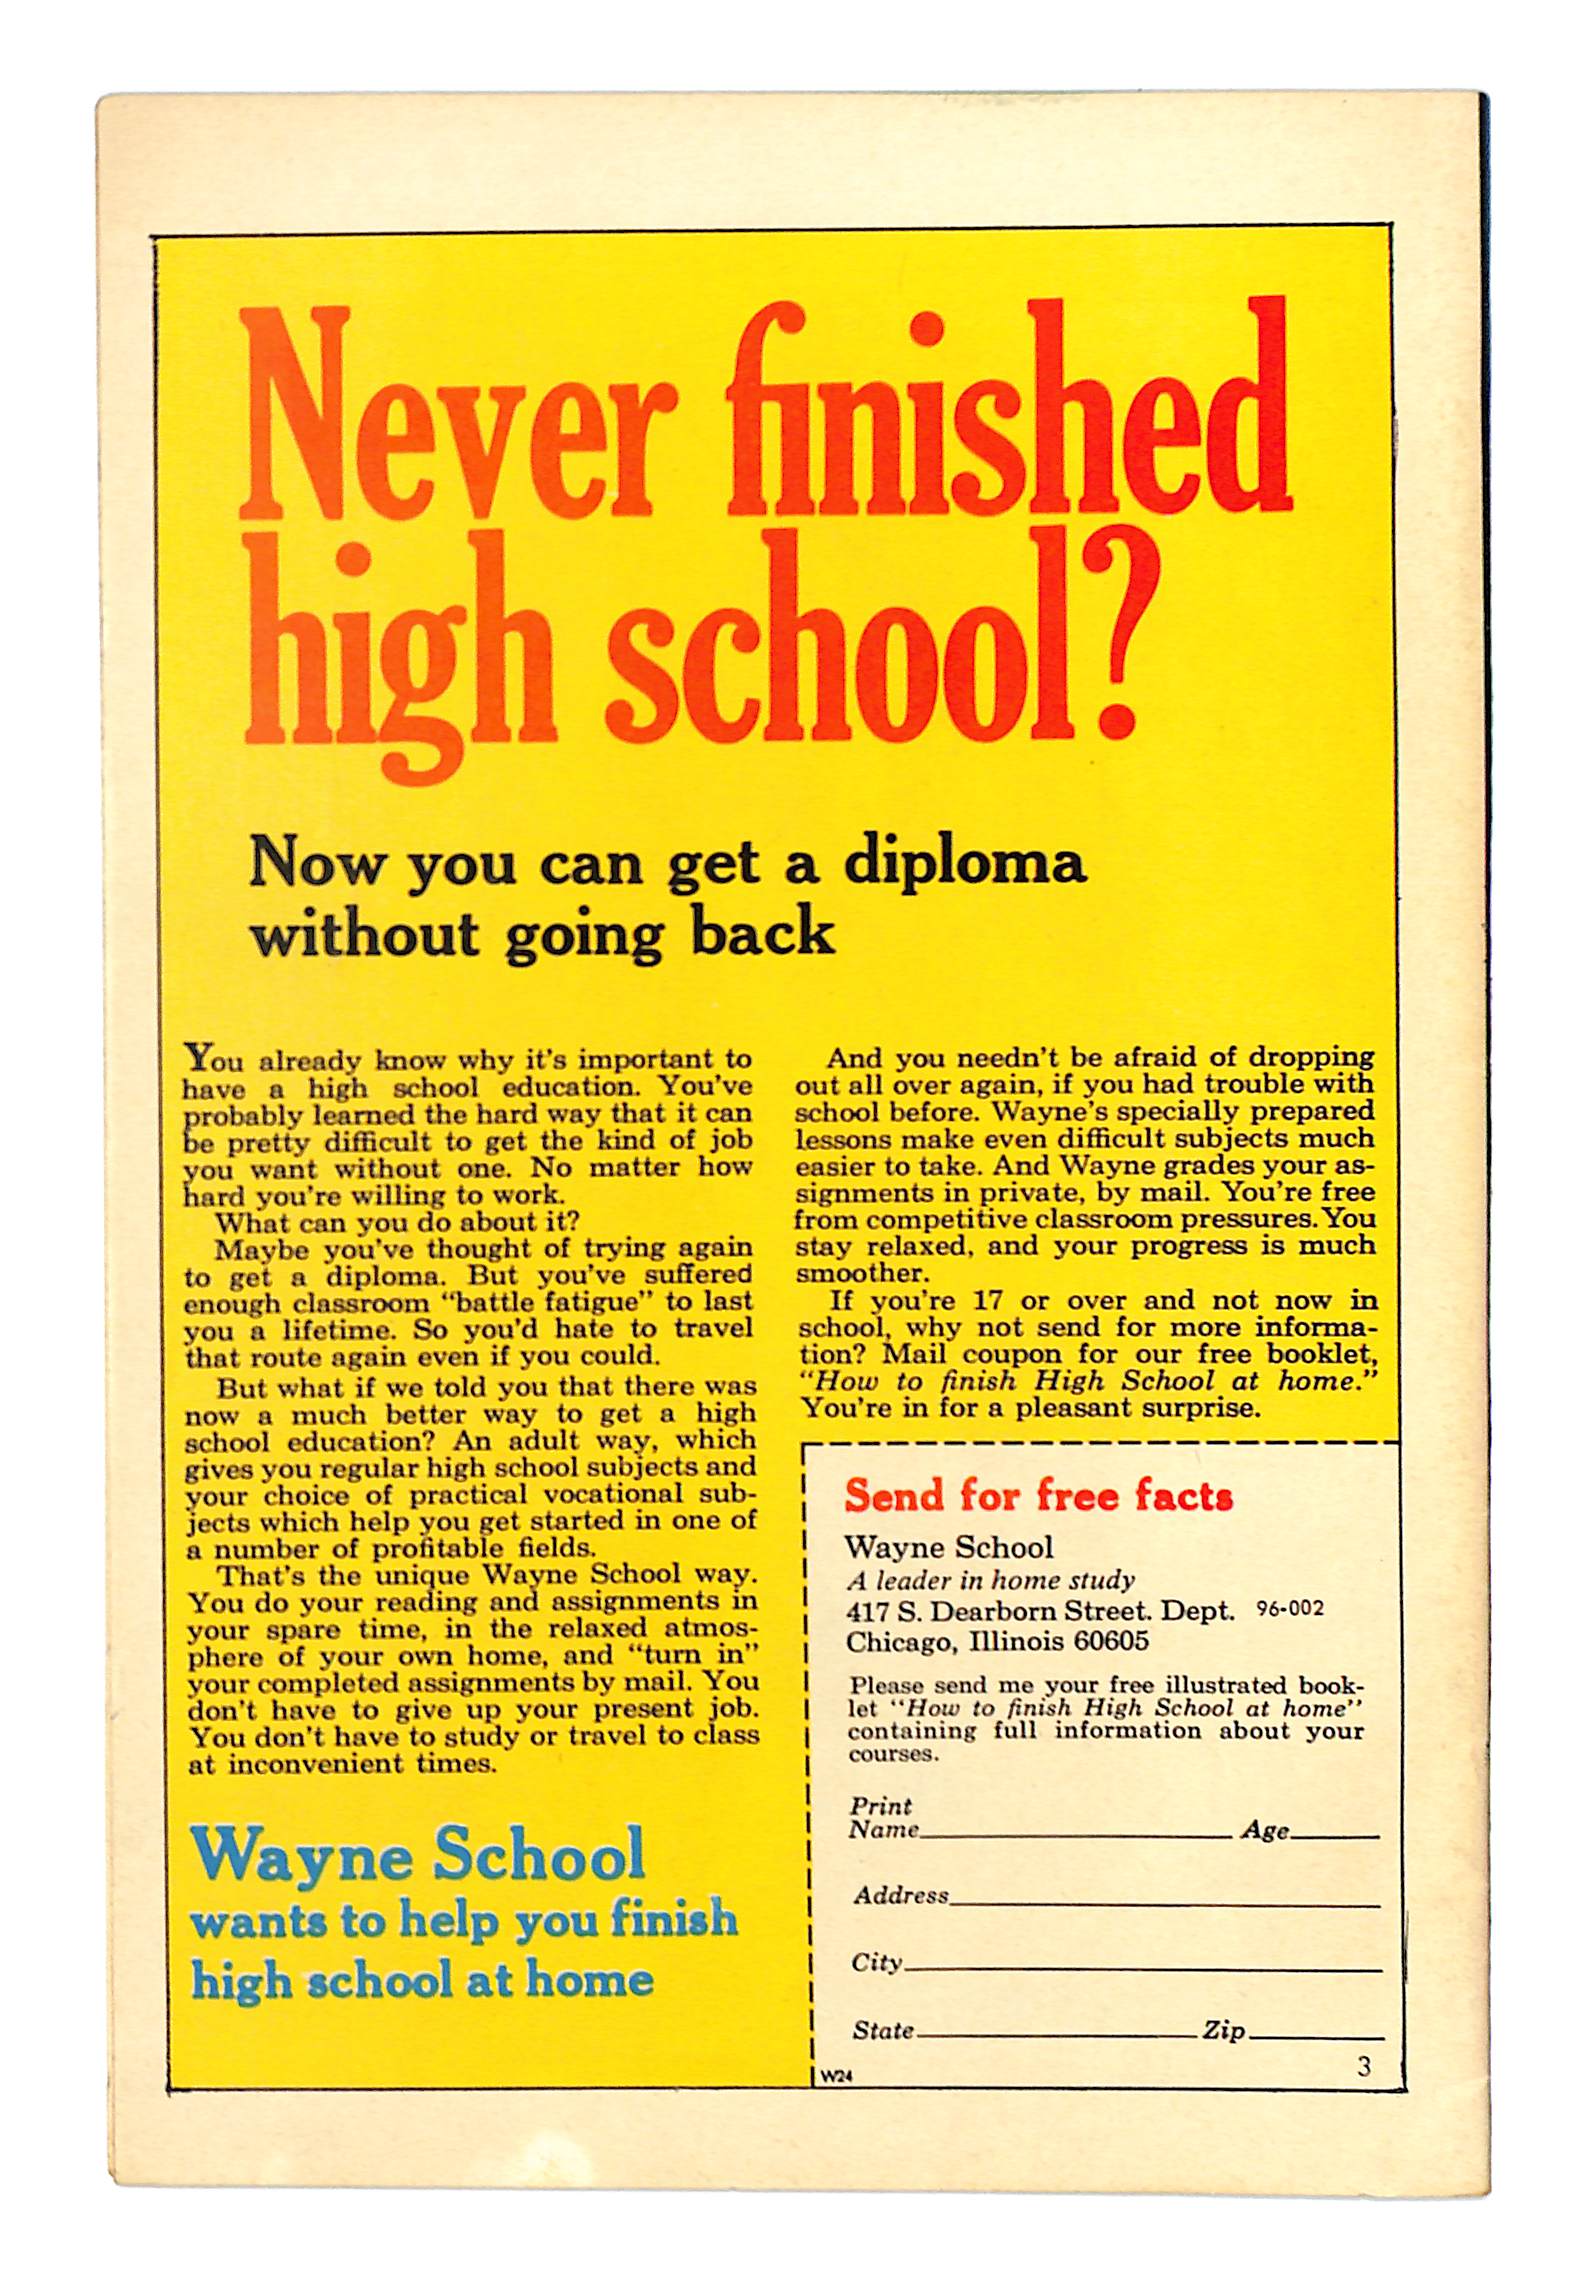 Never finished
high school?
Now you can get a diploma
without going back
You already know why it's important to
have a high school education. You've
probably learned the hard way that it can
be pretty difficult to get the kind of job
you want without one. No matter how
hard you're willing to work.
What can you do about it?
Maybe you've thought of trying again
to get a diploma. But you've suffered
enough classroom "battle fatigue" to last
you a lifetime. So you'd hate to travel
that route again even if you could.
But what if we told you that there was
now a much better way to get a high
school education? An adult way, which
gives you regular high school subjects and
your choice of practical vocational sub-
jects which help you get started in one of
a number of profitable fields.
That's the unique Wayne School way.
You do your reading and assignments in
your spare time, in the relaxed atmos-
phere of your own home, and "turn in"
your completed assignments by mail. You
don't have to give up your present job.
You don't have to study or travel to class
at inconvenient times.
Wayne School
wants to help you finish
high school at home
And you needn't be afraid of dropping
out all over again, if you had trouble with
school before. Wayne's specially prepared
lessons make even difficult subjects much
easier to take. And Wayne grades your as-
signments in private, by mail. You're free
from competitive classroom pressures. You
stay relaxed, and your progress is much
smoother.
If you're 17 or over and not now in
school, why not send for more informa-
tion? Mail coupon for our free booklet,
"How to finish High School at home."
You're in for a pleasant surprise.
Send for free facts
Wayne School
A leader in home study
417 S. Dearborn Street. Dept. 96-002
Chicago, Illinois 60605
Please send me your free illustrated book-
let "How to finish High School at home"
containing full information about your
courses.
Print
Name Age
Address
City
State Zip
W24 3